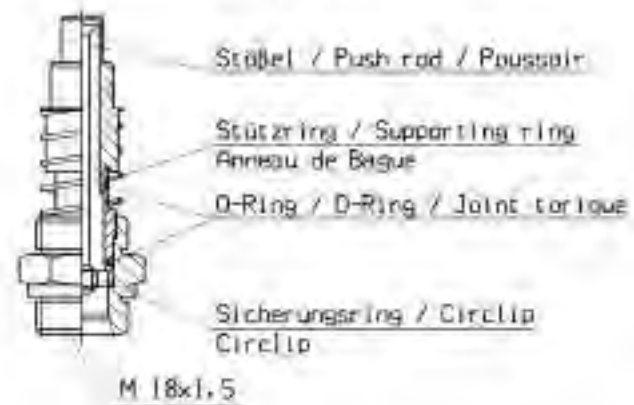 Stößel / Push rod / Poussoir
Stützring / Supporting ring
Anneau de Bague
O-Ring / O-Ring / Joint torique
Sicherungsring / Circlip
Circlip
M 18x1,5